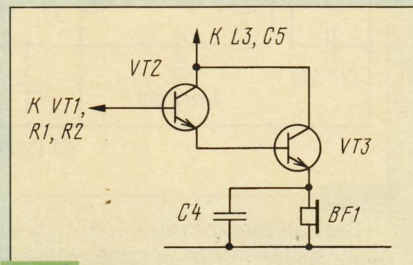 К L3, C5
VT2
К VT1,
R1, R2
VT3
C4
BF1